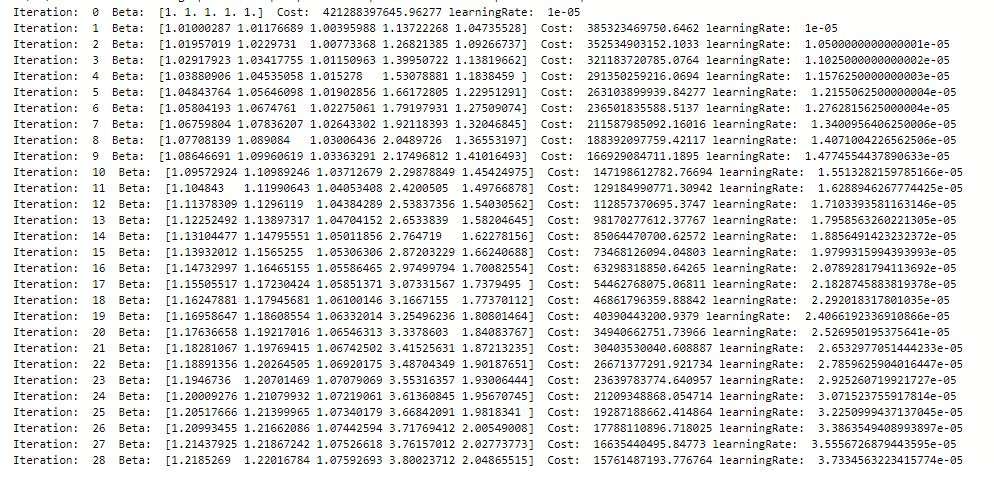 Iteration: 0 Beta: [1. 1. 1. 1. 1.] Cost: 421288397645.96277 learningRate: 1e-05
Iteration: 1 Beta: [1.01000287 1.01176689 1.00395988 1.13722268 1.04735528] Cost: 385323469750.6462 learningRate: 1e-05
Iteration: 2 Beta: [1.01957019 1.0229731 1.00773368 1.26821385 1.09266737] Cost: 352534903152.1033 learningRate: 1.0500000000000001e-05
Iteration: 3 Beta: [1.02917923 1.03417755 1.01150963 1.39950722 1.13819662] Cost: 321183720785.0764 learningRate: 1.1025000000000002e-05
Iteration: 4 Beta: [1.03880906 1.04535058 1.015278 1.53078881 1.1838459 ] Cost: 291350259216.0694 learningRate: 1.1576250000000003e-05
Iteration: 5 Beta: [1.04843764 1.05646098 1.01902856 1.66172805 1.22951291] Cost: 263103899939.84277 learningRate: 1.2155062500000004e-05
Iteration: 6 Beta: [1.05804193 1.0674761 1.02275061 1.79197931 1.27509074] Cost: 236501835588.5137 learningRate: 1.2762815625000004e-05
Iteration: 7 Beta: [1.06759804 1.07836207 1.02643302 1.92118393 1.32046845] Cost: 211587985092.16016 learningRate: 1.3400956406250006e-05
Iteration: 8 Beta: [1.07708139 1.089084 1.03006436 2.0489726 1.36553197] Cost: 188392097759.42117 learningRate: 1.4071004226562506e-05
Iteration: 9 Beta: [1.08646691 1.09960619 1.03363291 2.17496812 1.41016493] Cost: 166929084711.1895 learningRate: 1.4774554437890633e-05
Iteration: 10 Beta: [1.09572924 1.10989246 1.03712679 2.29878849 1.45424975] Cost: 147198612782.76694 learningRate: 1.5513282159785166e-05
Iteration: 11 Beta: [1.104843 1.11990643 1.04053408 2.4200505 1.49766878] Cost: 129184990771.30942 learningRate: 1.6288946267774425e-05
Iteration: 12 Beta: [1.11378309 1.1296119 1.04384289 2.53837356 1.54030562] Cost: 112857370695.3747 learningRate: 1.7103393581163146e-05
Iteration: 13 Beta: [1.12252492 1.13897317 1.04704152 2.6533839 1.58204645] Cost: 98170277612.37767 learningRate: 1.7958563260221305e-05
Iteration: 14 Beta: [1.13104477 1.14795551 1.05011856 2.764719 1.62278156] Cost: 85064470700.62572 learningRate: 1.8856491423232372e-05
Iteration: 15 Beta: [1.13932012 1.1565255 1.05306306 2.87203229 1.66240688] Cost: 73468126094.04803 learningRate: 1.9799315994393993e-05
Iteration: 16 Beta: [1.14732997 1.16465155 1.05586465 2.97499794 1.70082554] Cost: 63298318850.64265 learningRate: 2.0789281794113692e-05
Iteration: 17 Beta: [1.15505517 1.17230424 1.05851371 3.07331567 1.7379495 ] Cost: 54462768075.06811 learningRate: 2.1828745883819378e-05
Iteration: 18 Beta: [1.16247881 1.17945681 1.06100146 3.1667155 1.77370112] Cost: 46861796359.88842 learningRate: 2.292018317801035e-05
Iteration: 19 Beta: [1.16958647 1.18608554 1.06332014 3.25496236 1.80801464] Cost: 40390443200.9379 learningRate: 2.4066192336910866e-05
Iteration: 20 Beta: [1.17636658 1.19217016 1.06546313 3.3378603 1.84083767] Cost: 34940662751.73966 learningRate: 2.526950195375641e-05
Iteration: 21 Beta: [1.18281067 1.19769415 1.06742502 3.41525631 1.87213235] Cost: 30403530040.608887 learningRate: 2.6532977051444233e-05
Iteration: 22 Beta: [1.18891356 1.20264505 1.06920175 3.48704349 1.90187651] Cost: 26671377291.921734 learningRate: 2.7859625904016447e-05
Iteration: 23 Beta: [1.1946736 1.20701469 1.07079069 3.55316357 1.93006444] Cost: 23639783774.640957 learningRate: 2.925260719921727e-05
Iteration: 24 Beta: [1.20009276 1.21079932 1.07219061 3.61360845 1.95670745] Cost: 21209348868.054714 learningRate: 3.071523755917814e-05
Iteration: 25 Beta: [1.20517666 1.21399965 1.07340179 3.66842091 1.9818341 ] Cost: 19287188662.414864 learningRate: 3.2250999437137045e-05
Iteration: 26 Beta: [1.20993455 1.21662086 1.07442594 3.71769412 2.00549008] Cost: 17788110896.718025 learningRate: 3.3863549408993897e-05
Iteration: 27 Beta: [1.21437925 1.21867242 1.07526618 3.76157012 2.02773773] Cost: 16635440495.84773 learningRate: 3.5556726879443595e-05
Iteration: 28 Beta: [1.2185269 1.22016784 1.07592693 3.80023712 2.04865515] Cost: 15761487193.776764 learningRate: 3.7334563223415774e-05